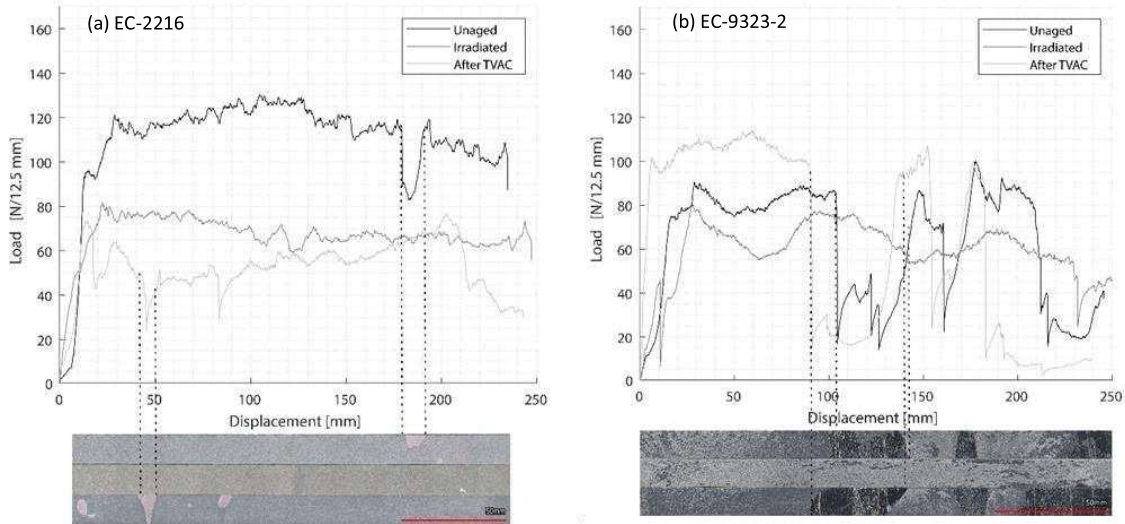 (a) EC-2216
Unaged
Irradiated
After TVAC
160
140
120
100
80
60
40
20
0
Load [N/12.5 mm]
0 50 100 150 200 250
Displacement [mm]
50mm
(b) EC-9323-2
Unaged
Irradiated
After TVAC
160
140
120
100
80
60
40
20
0
Load [N/12.5 mm]
0 50 100 150 200 250
Displacement [mm]
50mm